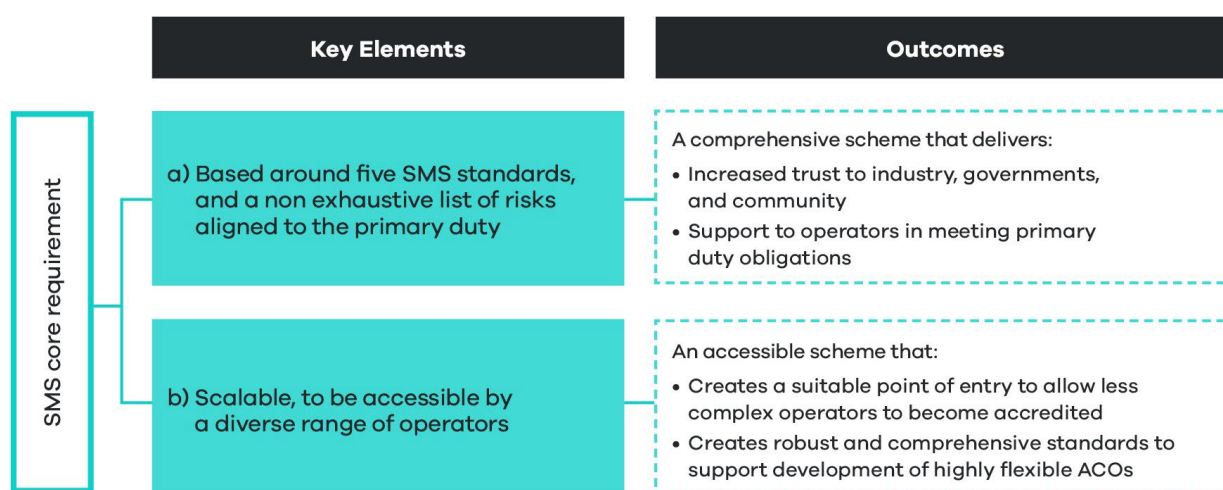 Key Elements
Outcomes
SMS core requirement
a) Based around five SMS standards,
and a non exhaustive list of risks
aligned to the primary duty
A comprehensive scheme that delivers:
• Increased trust to industry, governments,
and community
• Support to operators in meeting primary
duty obligations
b) Scalable, to be accessible by
a diverse range of operators
An accessible scheme that:
• Creates a suitable point of entry to allow less
complex operators to become accredited
• Creates robust and comprehensive standards to
support development of highly flexible ACOs